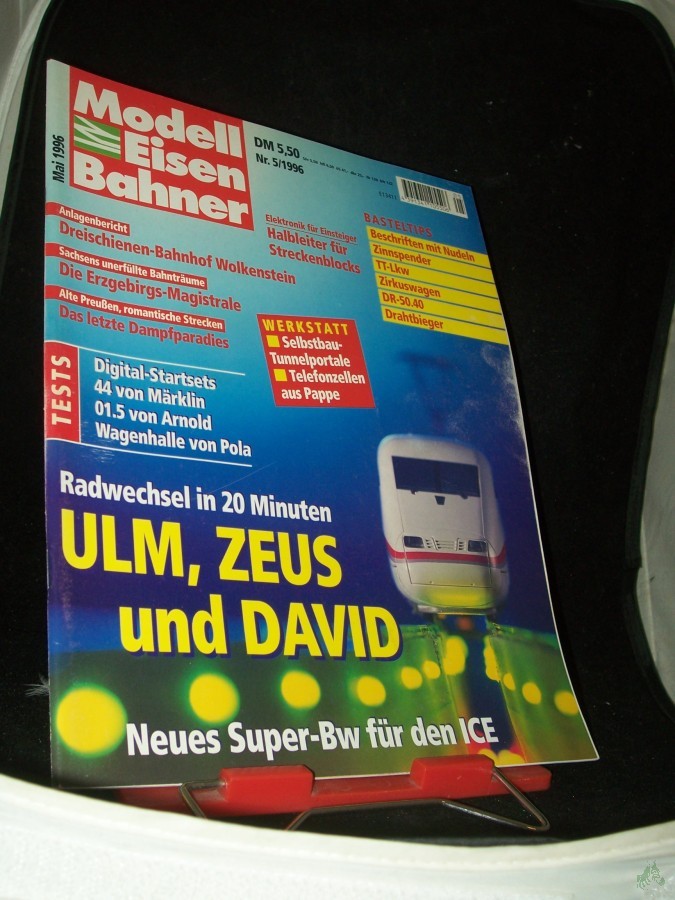 Mai 1996
Modell
Eisen
Bahner
DM 5,50
Nr. 5/1996
Anlagenbericht
Dreischienen-Bahnhof Wolkenstein
Sachsens unerfüllte Bahnträume
Die Erzgebirgs-Magistrale
Alte Preußen, romantische Strecken
Das letzte Dampfparadies
Elektronik für Einsteiger
Halbleiter für
Streckenblocks
BASTELTIPS
Beschriften mit Nudeln
Zinnspender
TT-Lkw
Zirkuswagen
DR-50.40
Drahtbieger
WERKSTATT
Selbstbau-
Tunnelportale
Telefonzellen
aus Pappe
TESTS
Digital-Startsets
44 von Märklin
01.5 von Arnold
Wagenhalle von Pola
Radwechsel in 20 Minuten
ULM, ZEUS
und DAVID
Neues Super-Bw für den ICE